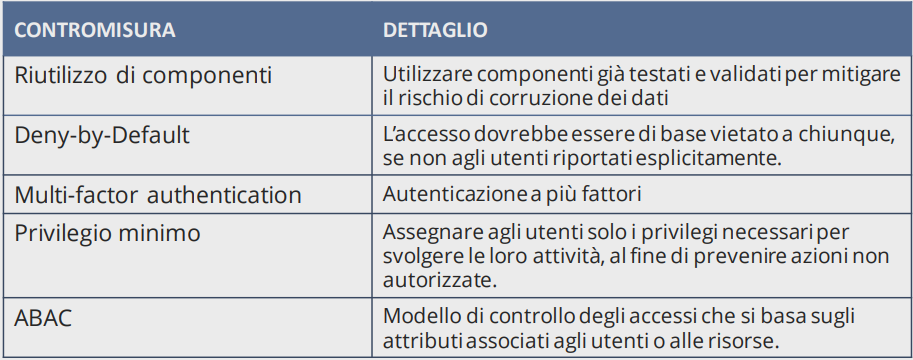 CONTROMISURA DETTAGLIO
Riutilizzo di componenti Utilizzare componenti già testati e validati per mitigare
il rischio di corruzione dei dati
Deny-by-Default L’accesso dovrebbe essere di base vietato a chiunque,
se non agli utenti riportati esplicitamente.
Multi-factor authentication Autenticazione a più fattori
Privilegio minimo Assegnare agli utenti solo i privilegi necessari per
svolgere le loro attività, al fine di prevenire azioni non
autorizzate.
ABAC Modello di controllo degli accessi che si basa sugli
attributi associati agli utenti o alle risorse.